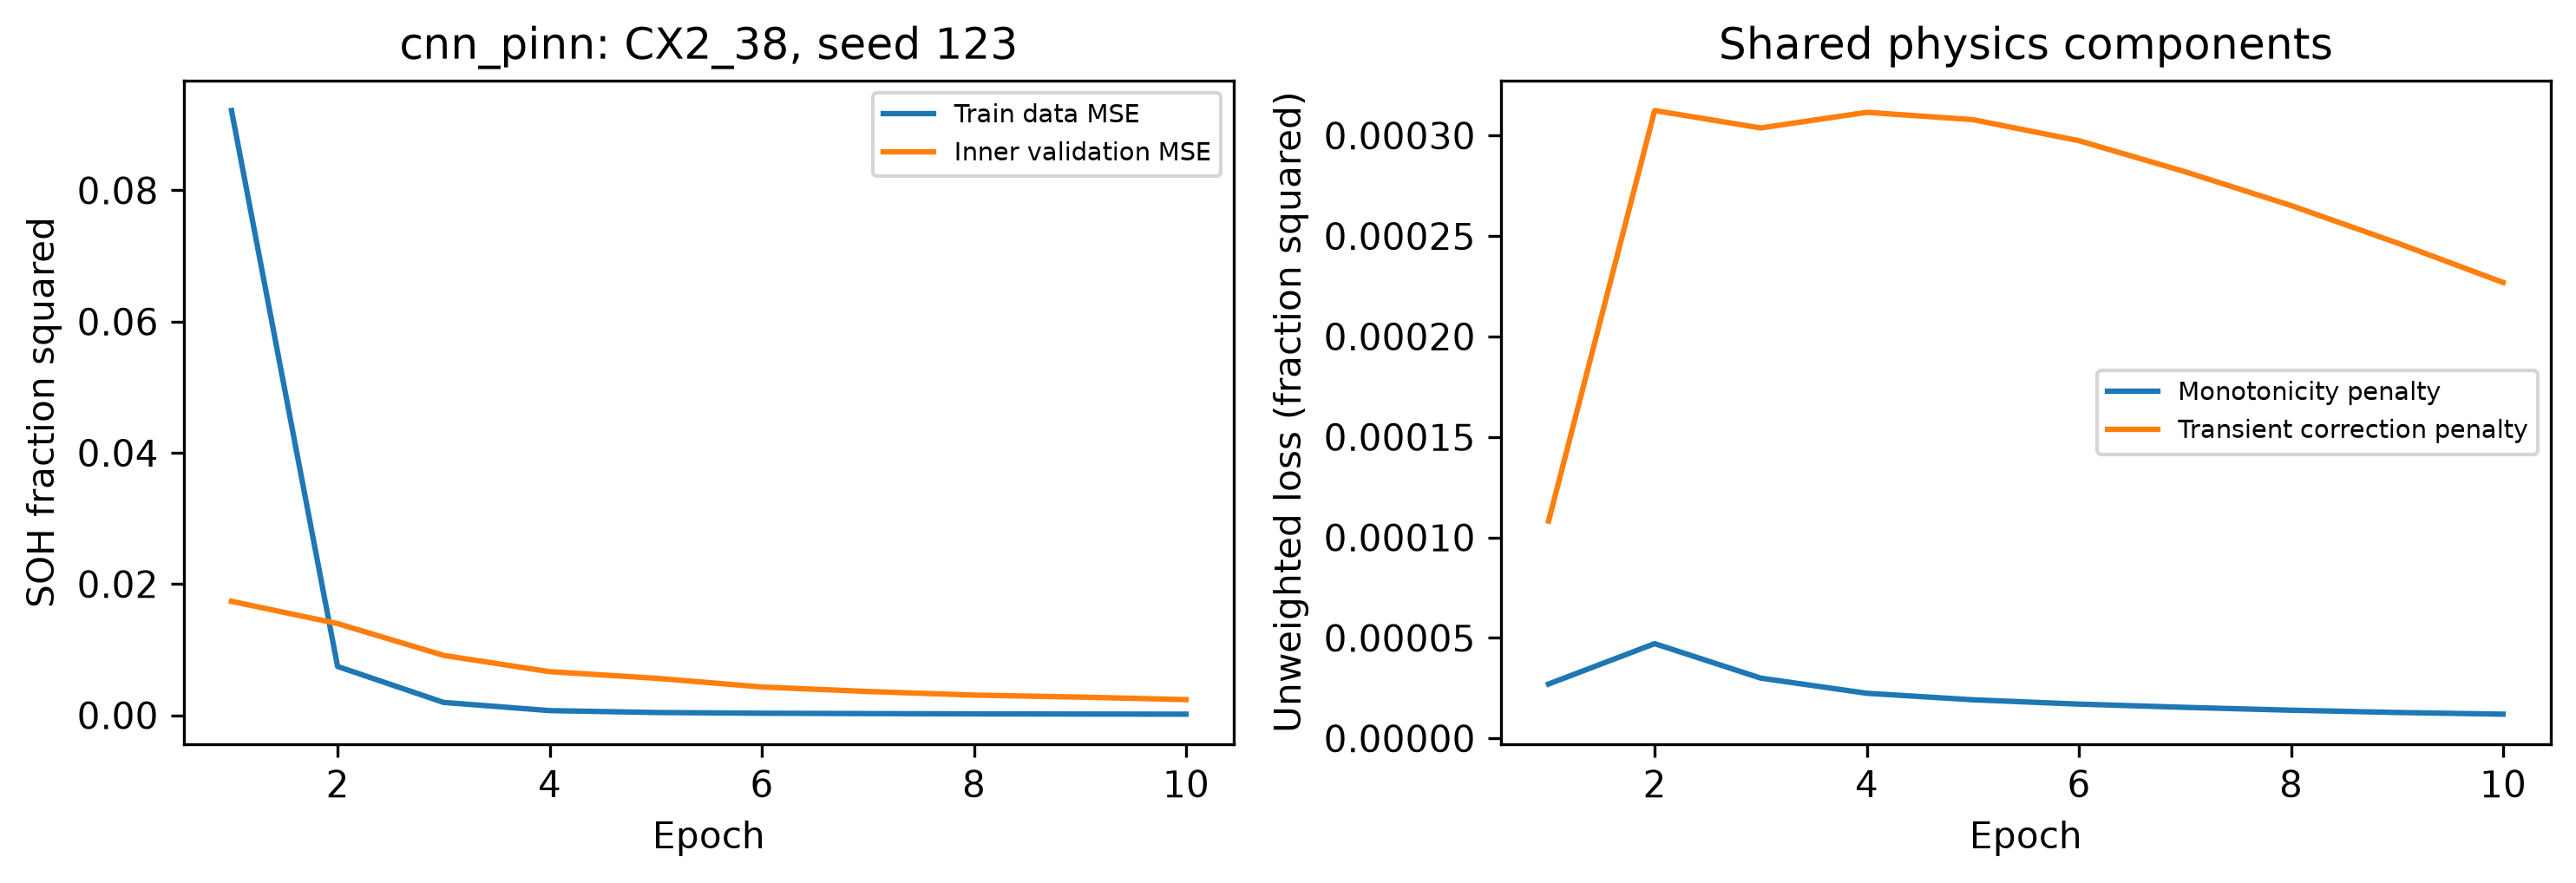 cnn_pinn: CX2_38, seed 123
SOH fraction squared
0.08
0.06
0.04
0.02
0.00
Train data MSE
Inner validation MSE
2
4
6
8
10
Epoch
Shared physics components
Unweighted loss (fraction squared)
0.00030
0.00025
0.00020
0.00015
0.00010
0.00005
0.00000
Monotonicity penalty
Transient correction penalty
2
4
6
8
10
Epoch